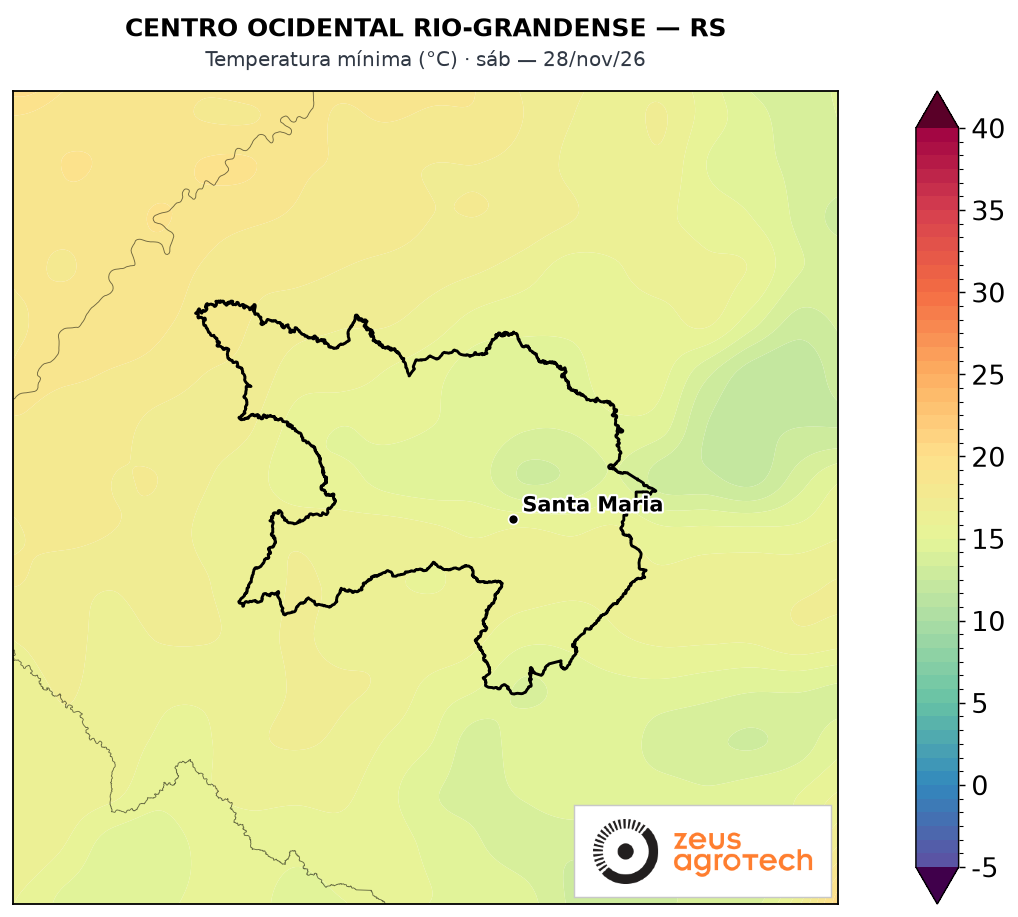 CENTRO OCIDENTAL RIO-GRANDENSE — RS
Temperatura mínima (°C) · sáb — 28/nov/26
40
35
30
25
20
15
10
5
0
-5
Santa Maria
zeus
agrotech